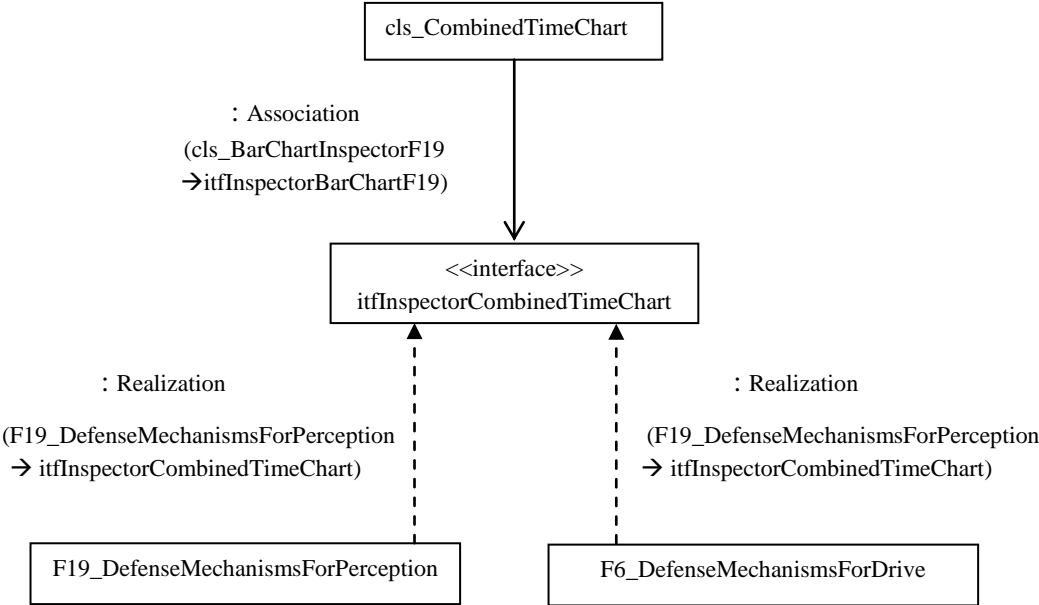 cls_CombinedTimeChart
: Association
(cls_BarChartInspectorF19
→itfInspectorBarChartF19)
<<interface>>
itfInspectorCombinedTimeChart
: Realization
(F19_DefenseMechanismsForPerception
→ itfInspectorCombinedTimeChart)
: Realization
(F19_DefenseMechanismsForPerception
→ itfInspectorCombinedTimeChart)
F19_DefenseMechanismsForPerception
F6_DefenseMechanismsForDrive